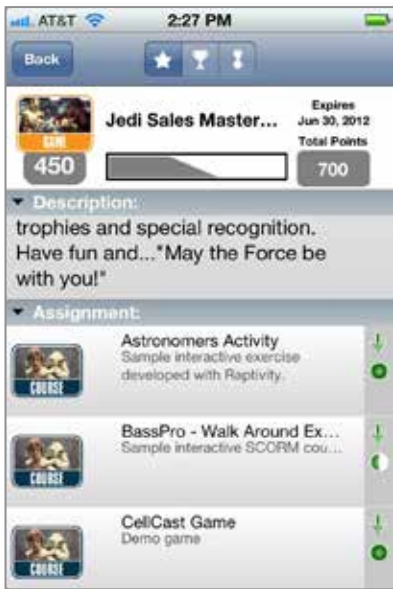 AT&T 2:27 PM
Back
Jedi Sales Master...
Expires
Jun 30, 2012
Total Points
GAME
450
700
Description:
trophies and special recognition.
Have fun and..."May the Force be
with you!"
Assignment:
Astronomers Activity
Sample interactive exercise
developed with Raptivity.
COURSE
BassPro - Walk Around Ex...
Sample interactive SCORM cou...
COURSE
CellCast Game
Demo game
COURSE